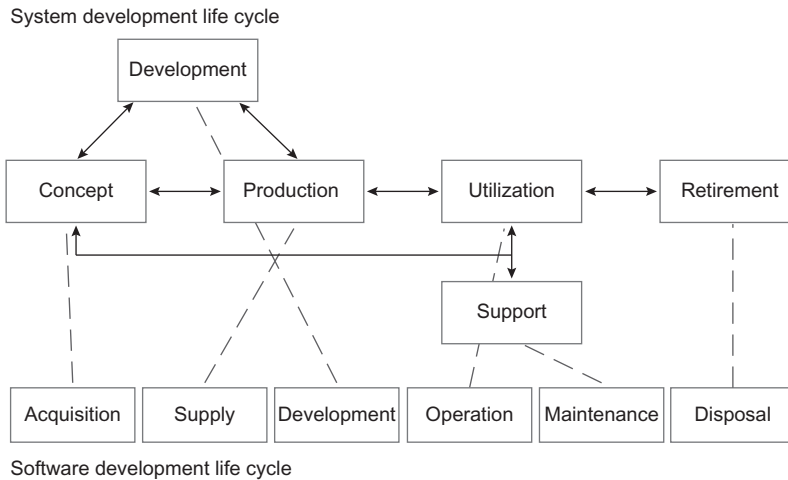 System development life cycle
Development
Concept
Production
Utilization
Retirement
Support
Acquisition
Supply
Development
Operation
Maintenance
Disposal
Software development life cycle